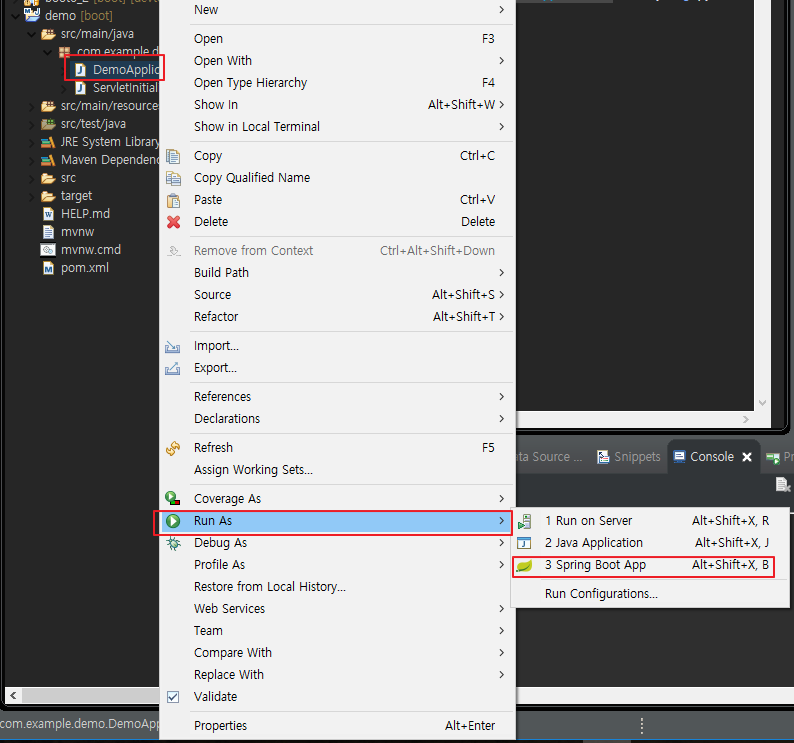 demo [boot]
src/main/java
com.example.d
DemoApplic
ServletInitial
src/main/resources
src/test/java
JRE System Library
Maven Dependenc
src
target
HELP.md
mvnw
mvnw.cmd
pom.xml
New
Open F3
Open With
Open Type Hierarchy F4
Show In Alt+Shift+W
Show in Local Terminal
Copy Ctrl+C
Copy Qualified Name
Paste Ctrl+V
Delete Delete
Remove from Context Ctrl+Alt+Shift+Down
Build Path
Source Alt+Shift+S
Refactor Alt+Shift+T
Import...
Export...
References
Declarations
Refresh F5
Assign Working Sets...
Coverage As
Run As
Debug As
Profile As
Restore from Local History...
Web Services
Team
Compare With
Replace With
Validate
Properties Alt+Enter
ata Source ... Snippets Console Pr
1 Run on Server Alt+Shift+X, R
2 Java Application Alt+Shift+X, J
3 Spring Boot App Alt+Shift+X, B
Run Configurations...
com.example.demo.DemoApp